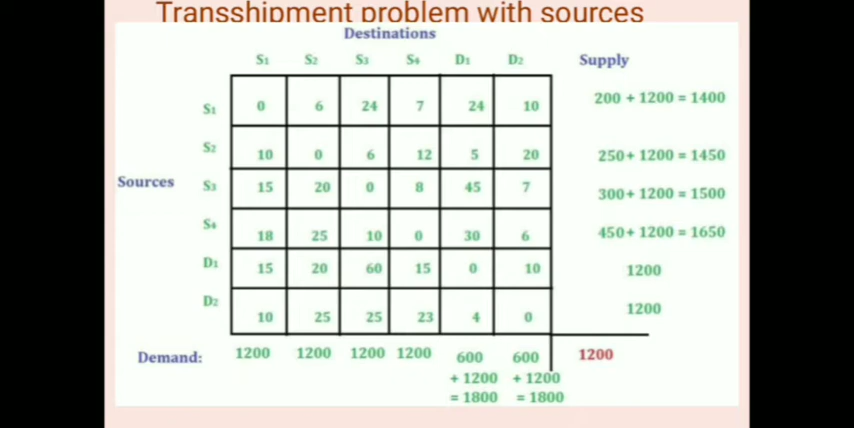 Transshipment problem with sources
Destinations
S1 S2 S3 S4 D1 D2 Supply
S1 0 6 24 7 24 10 200 + 1200 = 1400
S2 10 0 6 12 5 20 250+ 1200 = 1450
Sources S3 15 20 0 8 45 7 300+ 1200 = 1500
S4 18 25 10 0 30 6 450+ 1200 = 1650
D1 15 20 60 15 0 10 1200
D2 10 25 25 23 4 0 1200
Demand: 1200 1200 1200 1200 600 600 1200
+ 1200 + 1200
= 1800 = 1800